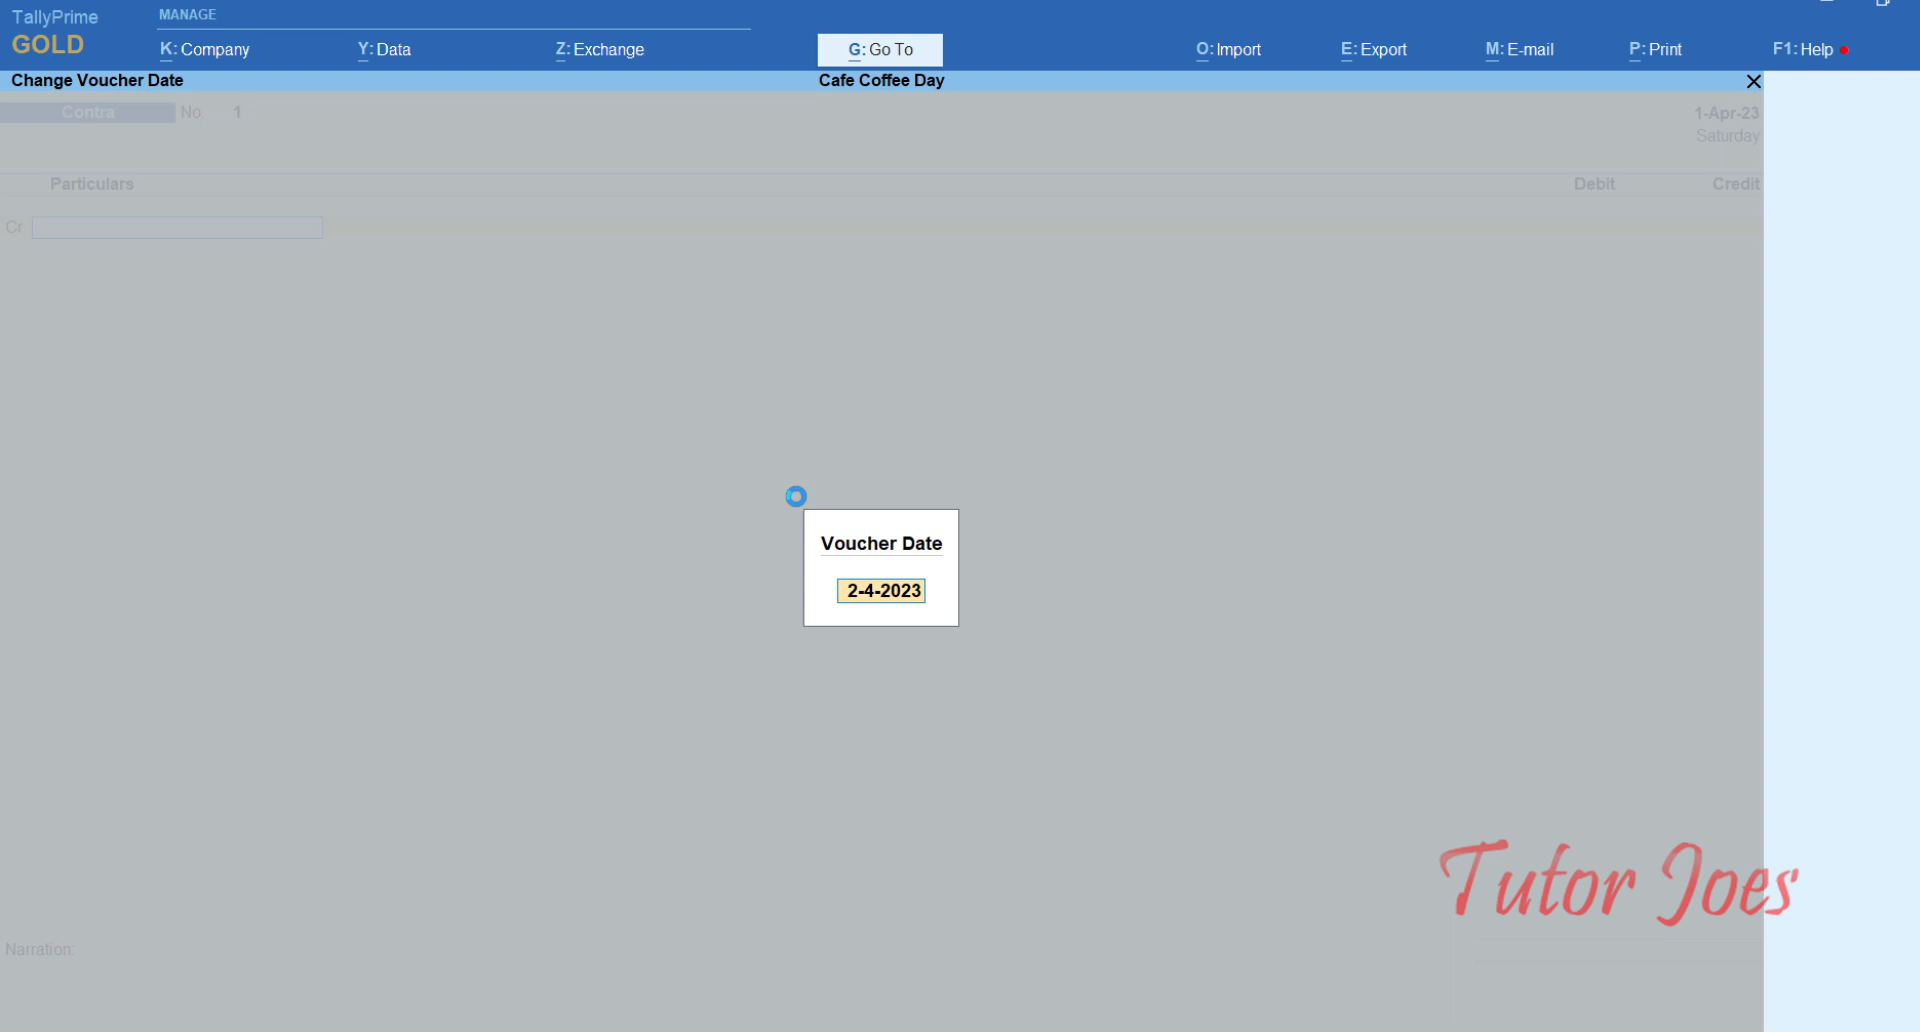 TallyPrime
GOLD
MANAGE
K: Company
Y: Data
Z: Exchange
G: Go To
O: Import
E: Export
M: E-mail
P: Print
F1: Help
Change Voucher Date
Cafe Coffee Day
Contra
No.
1
1-Apr-23
Saturday
Particulars
Debit
Credit
Cr
Voucher Date
2-4-2023
Tutor Joes
Narration: